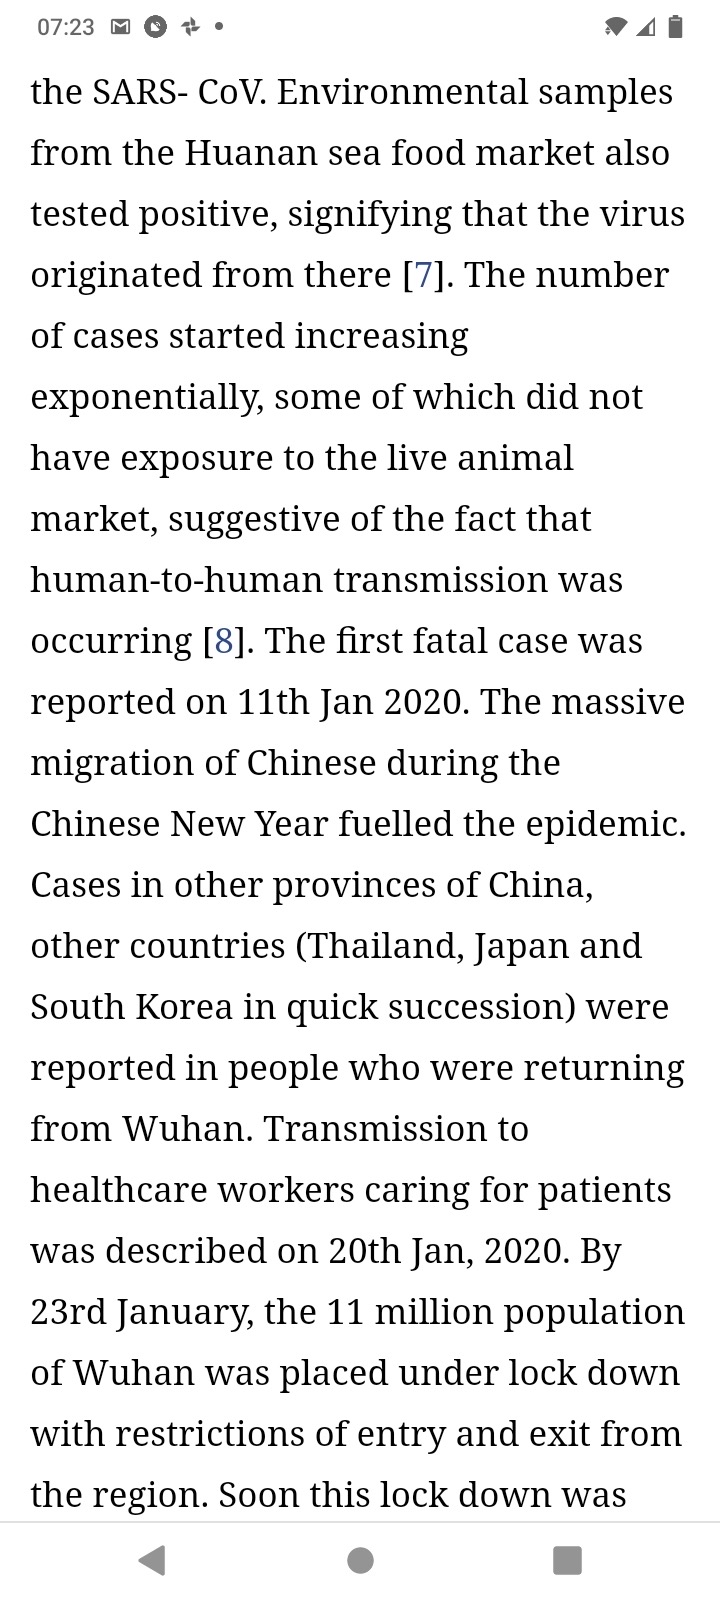 07:23
the SARS- CoV. Environmental samples
from the Huanan sea food market also
tested positive, signifying that the virus
originated from there [7]. The number
of cases started increasing
exponentially, some of which did not
have exposure to the live animal
market, suggestive of the fact that
human-to-human transmission was
occurring [8]. The first fatal case was
reported on 11th Jan 2020. The massive
migration of Chinese during the
Chinese New Year fuelled the epidemic.
Cases in other provinces of China,
other countries (Thailand, Japan and
South Korea in quick succession) were
reported in people who were returning
from Wuhan. Transmission to
healthcare workers caring for patients
was described on 20th Jan, 2020. By
23rd January, the 11 million population
of Wuhan was placed under lock down
with restrictions of entry and exit from
the region. Soon this lock down was